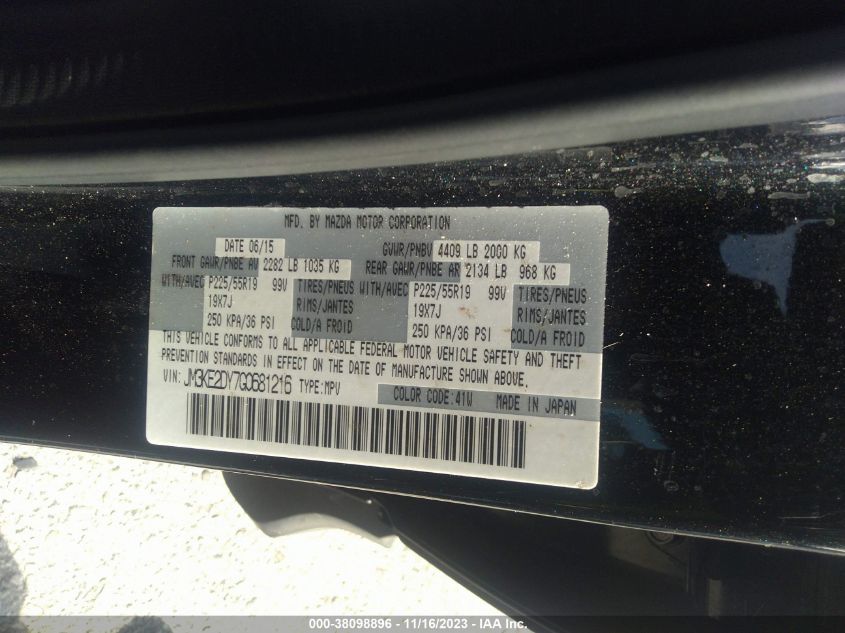 MFD. BY MAZDA MOTOR CORPORATION
DATE 06/15 GVWR/PNBV 4409 LB 2000 KG
FRONT GAWR/PNBE AV 2282 LB 1035 KG REAR GAWR/PNBE AR 2134 LB 968 KG
WITH/AVEC P225/55R19 99V TIRES/PNEUS WITH/AVEC P225/55R19 99V TIRES/PNEUS
19X7J RIMS/JANTES 19X7J RIMS/JANTES
250 KPA/36 PSI COLD/A FROID 250 KPA/36 PSI COLD/A FROID
THIS VEHICLE CONFORMS TO ALL APPLICABLE FEDERAL MOTOR VEHICLE SAFETY AND THEFT
PREVENTION STANDARDS IN EFFECT ON THE DATE OF MANUFACTURE SHOWN ABOVE.
VIN: JM3KE2DY7G0681216 TYPE:MPV COLOR CODE:41W MADE IN JAPAN
000-38098896 - 11/16/2023 - IAA Inc.